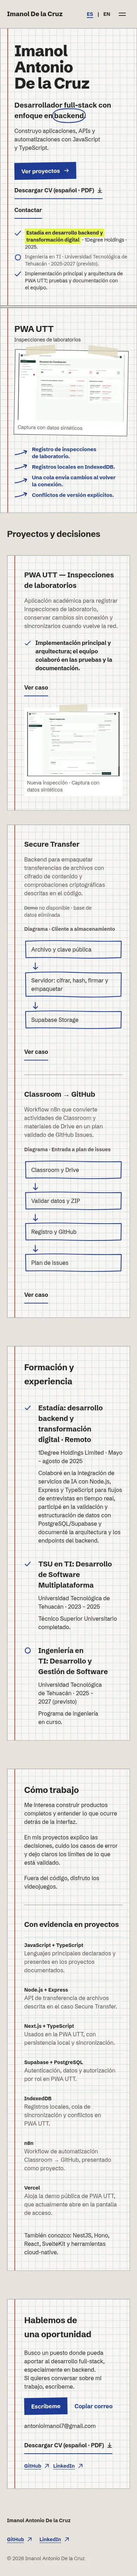 Imanol De la Cruz
ES | EN
Imanol
Antonio
De la Cruz
Desarrollador full-stack con
enfoque en backend.
Construyo aplicaciones, APIs y
automatizaciones con JavaScript
y TypeScript.
Ver proyectos →
Descargar CV (español · PDF)
Contactar
Estadía en desarrollo backend y
transformación digital · 1Degree Holdings ·
2025.
Ingeniería en TI · Universidad Tecnológica de
Tehuacán · 2025–2027 (previsto).
Implementación principal y arquitectura de
PWA UTT; pruebas y documentación con
el equipo.
PWA UTT
Inspecciones de laboratorios
Captura con datos sintéticos
Registro de inspecciones
de laboratorio.
Registros locales en IndexedDB.
Una cola envía cambios al volver
la conexión.
Conflictos de versión explícitos.
Proyectos y decisiones
PWA UTT — Inspecciones
de laboratorios
Aplicación instalable para registrar
inspecciones de laboratorio,
conservar cambios sin conexión y
sincronizarlos cuando vuelve la red.
Implementación principal y
arquitectura; el equipo
colaboró en las pruebas y la
documentación.
Ver caso
Nueva inspección · Captura con
datos sintéticos
Secure Transfer
Backend para empaquetar
transferencias de archivos con
cifrado de contenido y
comprobaciones criptográficas
descritas en el código.
Demo no disponible · base de
datos eliminada
Diagrama · Cliente a almacenamiento
Archivo y clave pública
Servidor: cifrar, hash, firmar y
empaquetar
Supabase Storage
Ver caso
Classroom → GitHub
Workflow n8n que convierte
actividades de Classroom y
materiales de Drive en un plan
validado de GitHub Issues.
Diagrama · Entrada a plan de issues
Classroom y Drive
Validar datos y ZIP
Registro y GitHub
Plan de issues
Ver caso
Formación y
experiencia
Estadía: desarrollo
backend y
transformación
digital · Remoto
1Degree Holdings Limited · Mayo
– agosto de 2025
Colaboré en la integración de
servicios de IA con Node.js,
Express y TypeScript para flujos
de entrevistas en tiempo real,
participé en la validación y
estructuración de datos con
PostgreSQL/Supabase y
documenté la arquitectura y los
endpoints del backend.
TSU en TI: Desarrollo
de Software
Multiplataforma
Universidad Tecnológica de
Tehuacán · 2023 – 2025
Técnico Superior Universitario
completado.
Ingeniería en
TI: Desarrollo y
Gestión de Software
Universidad Tecnológica
de Tehuacán · 2025 –
2027 (previsto)
Programa de ingeniería
en curso.
Cómo trabajo
Me interesa construir productos
completos y entender lo que ocurre
detrás de la interfaz.
En mis proyectos explico las
decisiones, cuido los casos de error
y dejo claros los límites de lo que
está validado.
Fuera del código, disfruto los
videojuegos.
Con evidencia en proyectos
JavaScript + TypeScript
Lenguajes principales declarados y
presentes en los proyectos
documentados.
Node.js + Express
API de transferencia de archivos
descrita en el caso Secure Transfer.
Next.js + TypeScript
Usados en la PWA UTT, con
persistencia local y sincronización.
Supabase + PostgreSQL
Autenticación, datos y autorización
por rol en PWA UTT.
IndexedDB
Registros locales, cola de
sincronización y conflictos en
PWA UTT.
n8n
Workflow de automatización
Classroom → GitHub, presentado
como proyecto.
Vercel
Aloja la demo pública de PWA UTT,
que actualmente abre en la pantalla
de acceso.
También conozco: NestJS, Hono,
React, SvelteKit y herramientas
cloud-native.
Hablemos de
una oportunidad
Busco un puesto donde pueda
aportar al desarrollo full-stack,
especialmente en backend.
Si quieres conversar sobre mi
trabajo, escríbeme.
Escríbeme
Copiar correo
antonioimanol7@gmail.com
Descargar CV (español · PDF)
GitHub LinkedIn
Imanol Antonio De la Cruz
GitHub LinkedIn
© 2026 Imanol Antonio De la Cruz